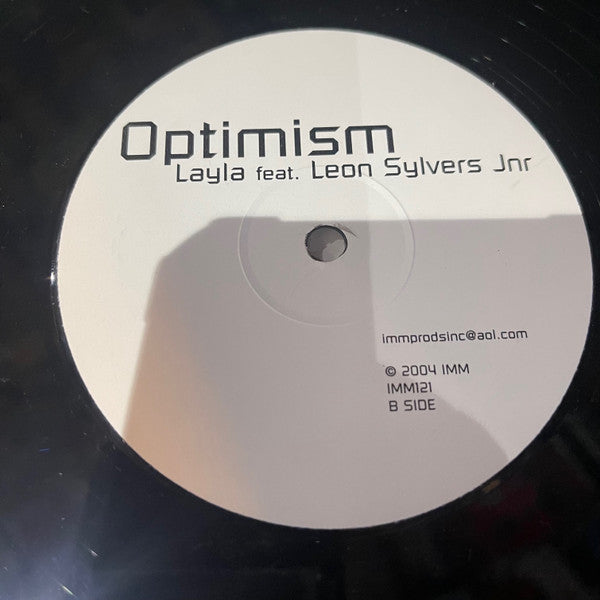 Optimism
Layla feat. Leon Sylvers Jnr
immprodsinc@aol.com
© 2004 IMM
IMM121
B SIDE